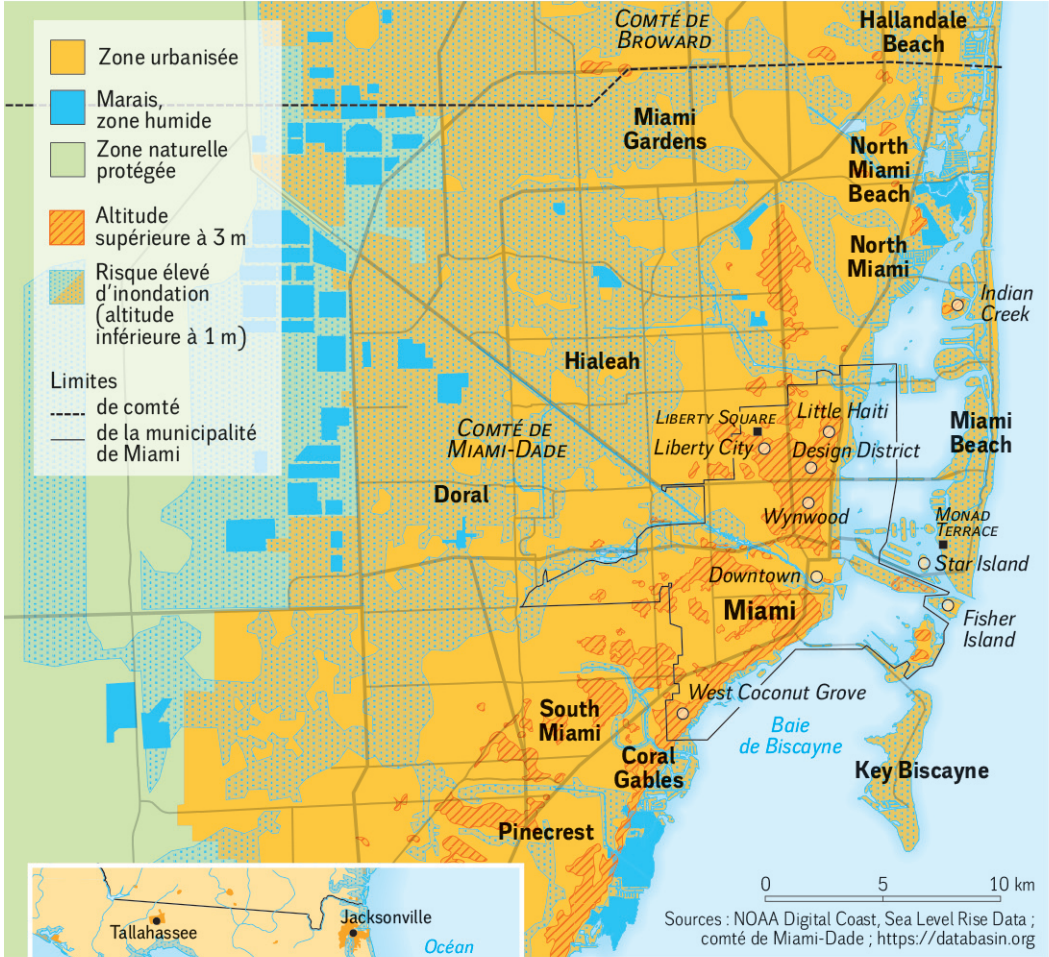 Zone urbanisée
Marais,
zone humide
Zone naturelle
protégée
Altitude
supérieure à 3 m
Risque élevé
d'inondation
(altitude
inférieure à 1 m)
Limites
de comté
de la municipalité
de Miami
COMTÉ DE
BROWARD
Hallandale
Beach
Miami
Gardens
North
Miami
Beach
North
Miami
Indian
Creek
Hialeah
COMTÉ DE
MIAMI-DADE
LIBERTY SQUARE
Liberty City
Little Haiti
Design District
Miami
Beach
Doral
Wynwood
MONAD
TERRACE
Star Island
Downtown
Miami
Fisher
Island
West Coconut Grove
South
Miami
Baie
de Biscayne
Coral
Gables
Key Biscayne
Pinecrest
0 5 10 km
Sources : NOAA Digital Coast, Sea Level Rise Data ;
comté de Miami-Dade ; https://databasin.org
Tallahassee
Jacksonville
Océan